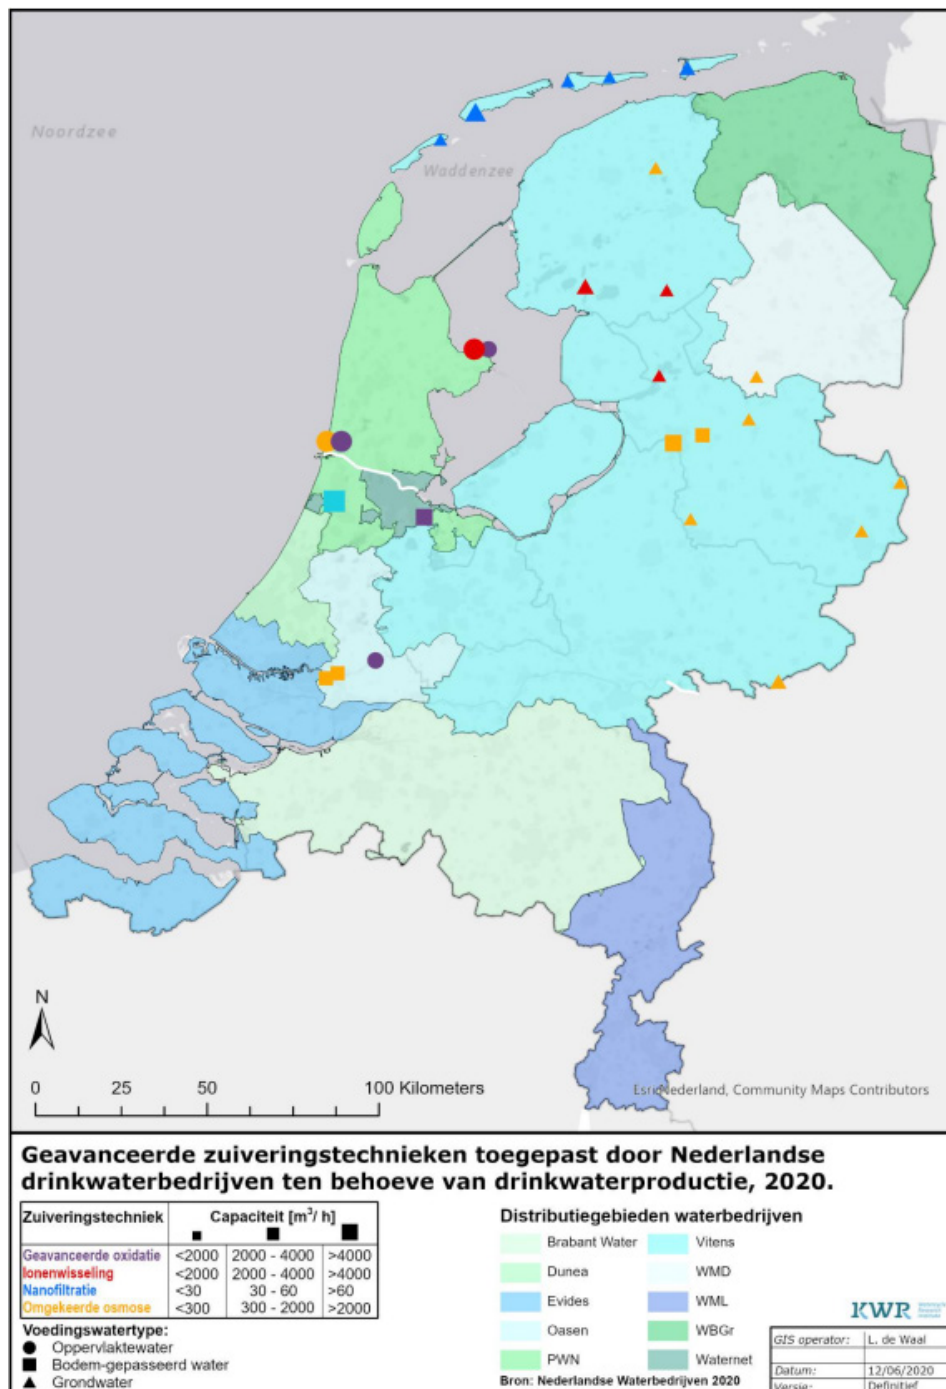 Noordzee
Waddenzee
N
0 25 50 100 Kilometers
Esri Nederland, Community Maps Contributors
Geavanceerde zuiveringstechnieken toegepast door Nederlandse
drinkwaterbedrijven ten behoeve van drinkwaterproductie, 2020.
Zuiveringstechniek Capaciteit [m³/ h]
Geavanceerde oxidatie <2000 2000 - 4000 >4000
Ionenwisseling <2000 2000 - 4000 >4000
Nanofiltratie <30 30 - 60 >60
Omgekeerde osmose <300 300 - 2000 >2000
Voedingswatertype:
Oppervlaktewater
Bodem-gepasseerd water
Grondwater
Distributiegebieden waterbedrijven
Brabant Water Vitens
Dunea WMD
Evides WML
Oasen WBGr
PWN Waternet
Bron: Nederlandse Waterbedrijven 2020
KWR
GIS operator: L. de Waal
Datum: 12/06/2020
Versie: Definitief